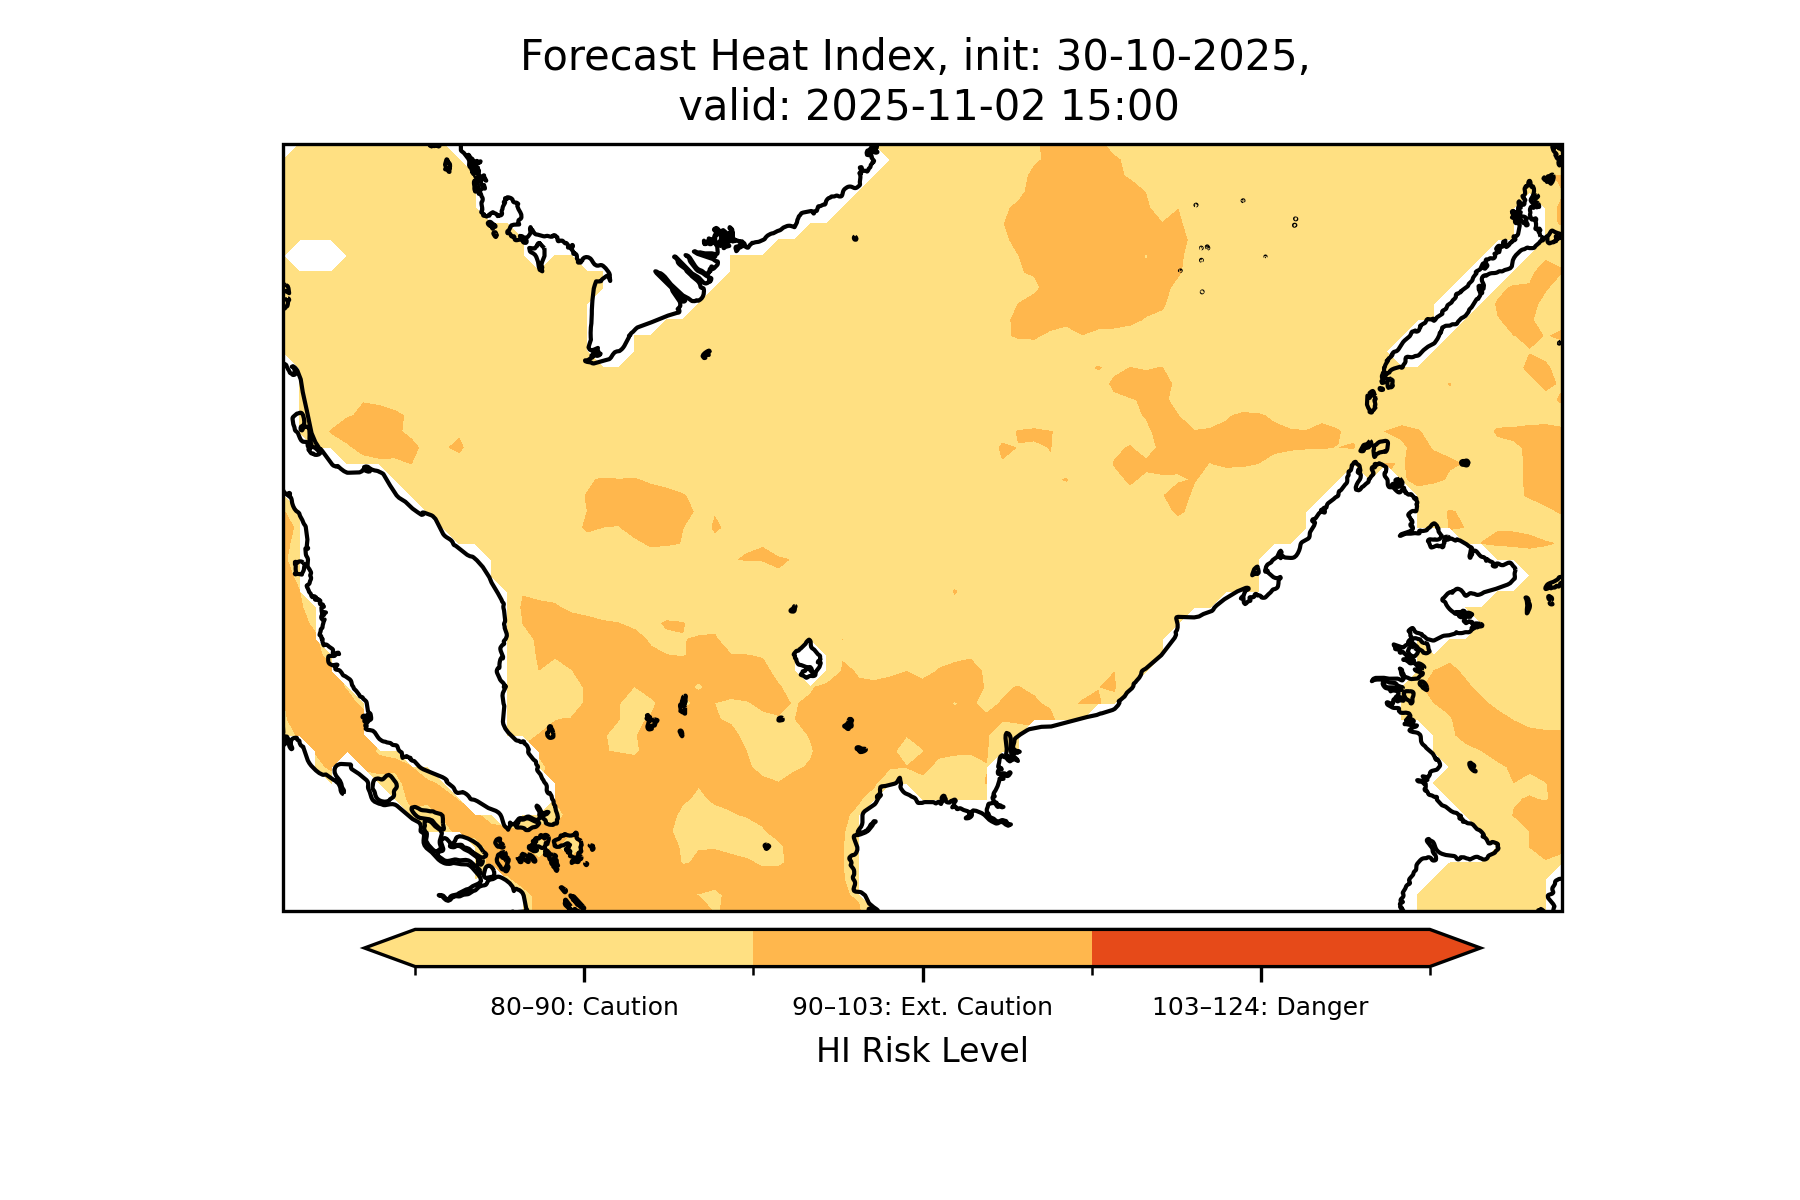 Forecast Heat Index, init: 30-10-2025,
valid: 2025-11-02 15:00
80–90: Caution
90–103: Ext. Caution
103–124: Danger
HI Risk Level